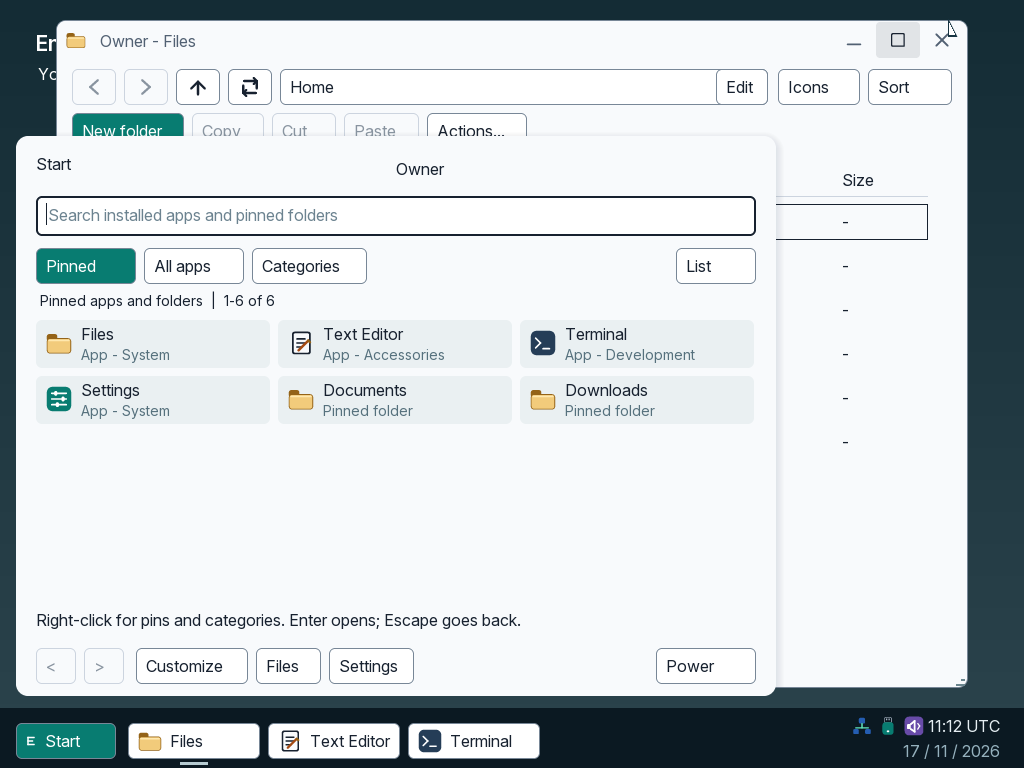 Owner - Files
Home
Edit
Icons
Sort
New folder
Copy
Cut
Paste
Actions...
Start
Owner
Size
Search installed apps and pinned folders
-
Pinned
All apps
Categories
List
-
Pinned apps and folders | 1-6 of 6
-
Files
App - System
Text Editor
App - Accessories
Terminal
App - Development
-
Settings
App - System
Documents
Pinned folder
Downloads
Pinned folder
-
-
Right-click for pins and categories. Enter opens; Escape goes back.
<
>
Customize
Files
Settings
Power
E Start
Files
Text Editor
Terminal
11:12 UTC
17 / 11 / 2026